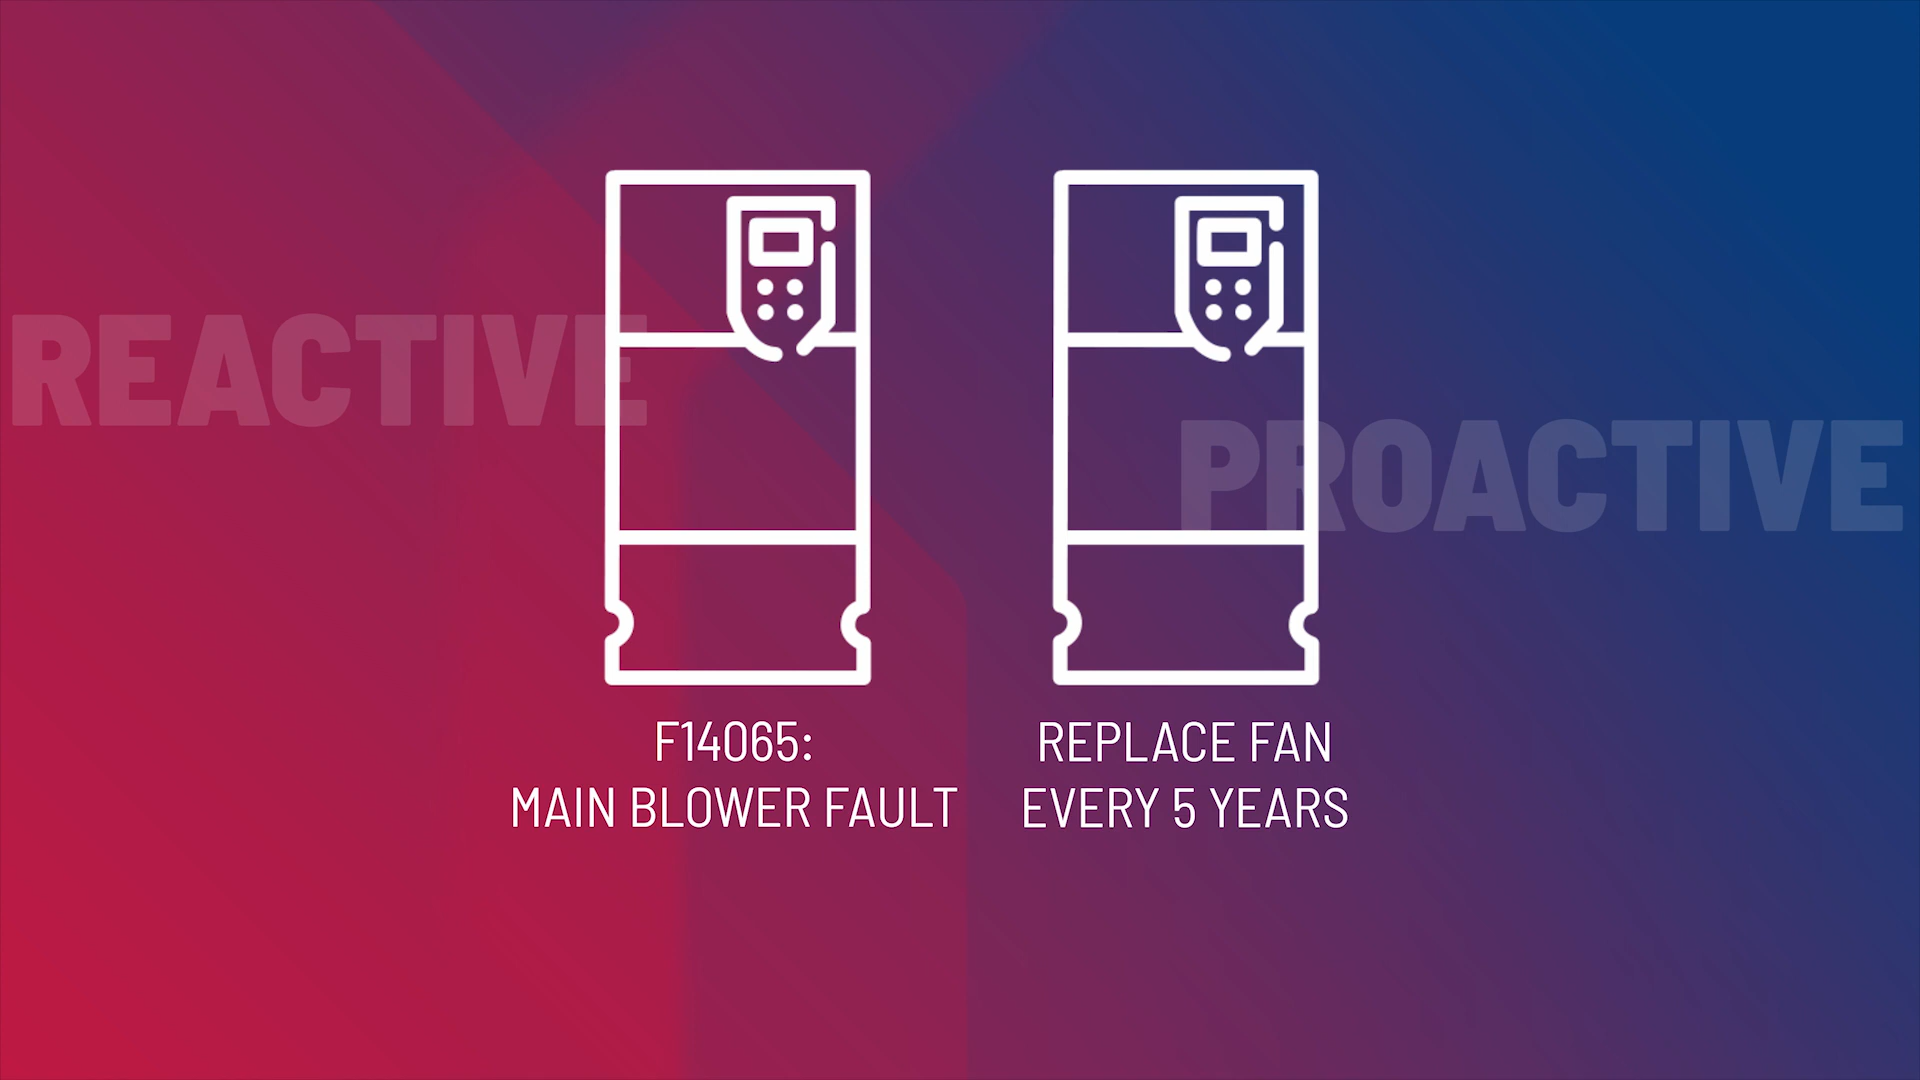 REACTIVE
PROACTIVE
F14065:
MAIN BLOWER FAULT
REPLACE FAN
EVERY 5 YEARS